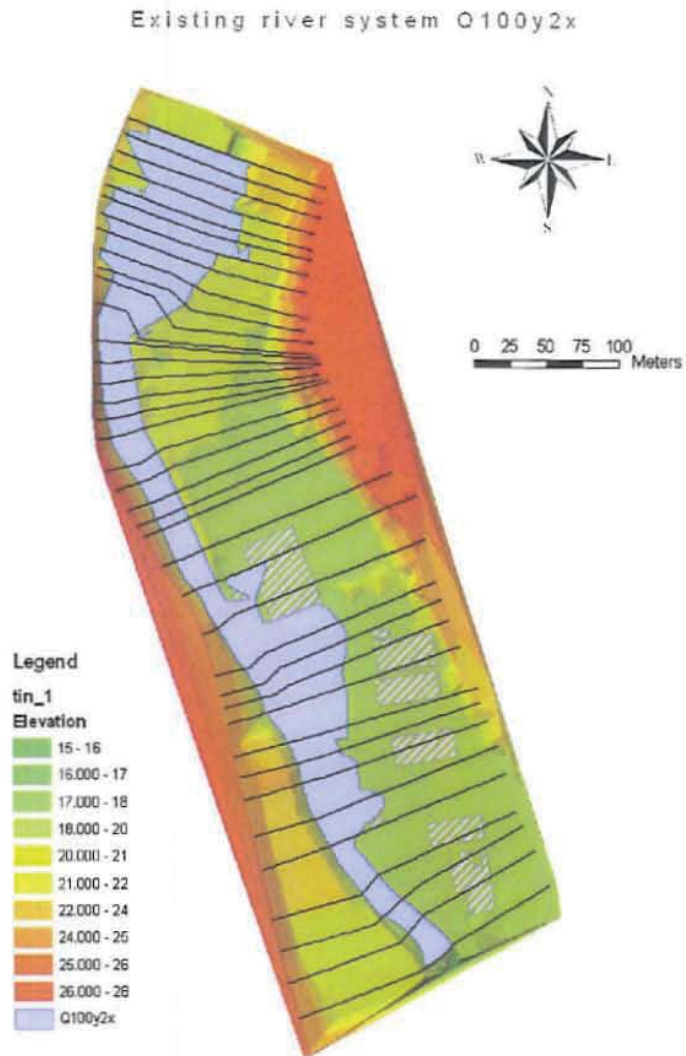 Existing river system Q100y2x
N
W
S
0 25 50 75 100
Meters
Legend
tin_1
Elevation
15 - 16
16.000 - 17
17.000 - 18
18.000 - 20
20.000 - 21
21.000 - 22
22.000 - 24
24.000 - 25
25.000 - 26
26.000 - 28
Q100y2x